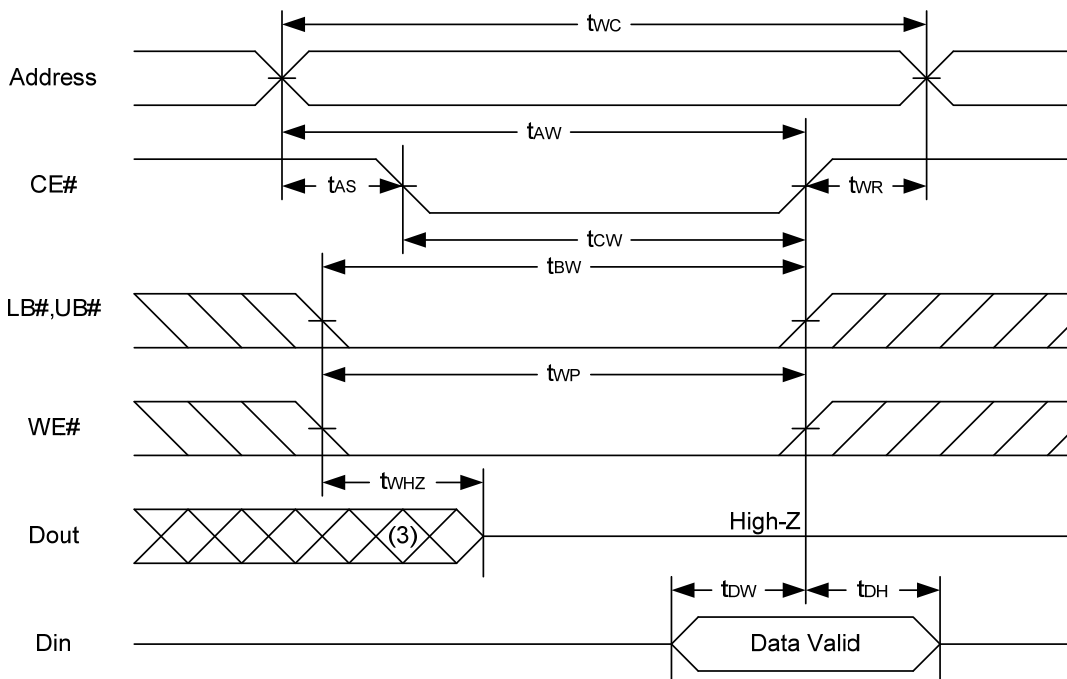 tWC
Address
tAW
CE#
tAS
tWR
tCW
tBW
LB#,UB#
tWP
WE#
tWHZ
Dout
(3)
High-Z
tDW
tDH
Din
Data Valid